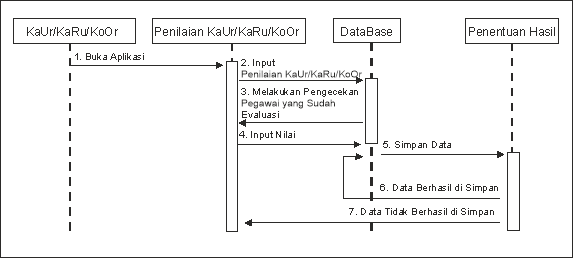 KaUr/KaRu/KoOr
Penilaian KaUr/KaRu/KoOr
DataBase
Penentuan Hasil
1. Buka Aplikasi
2. Input
Penilaian KaUr/KaRu/KoOr
3. Melakukan Pengecekan
Pegawai yang Sudah
Evaluasi
4. Input Nilai
5. Simpan Data
6. Data Berhasil di Simpan
7. Data Tidak Berhasil di Simpan